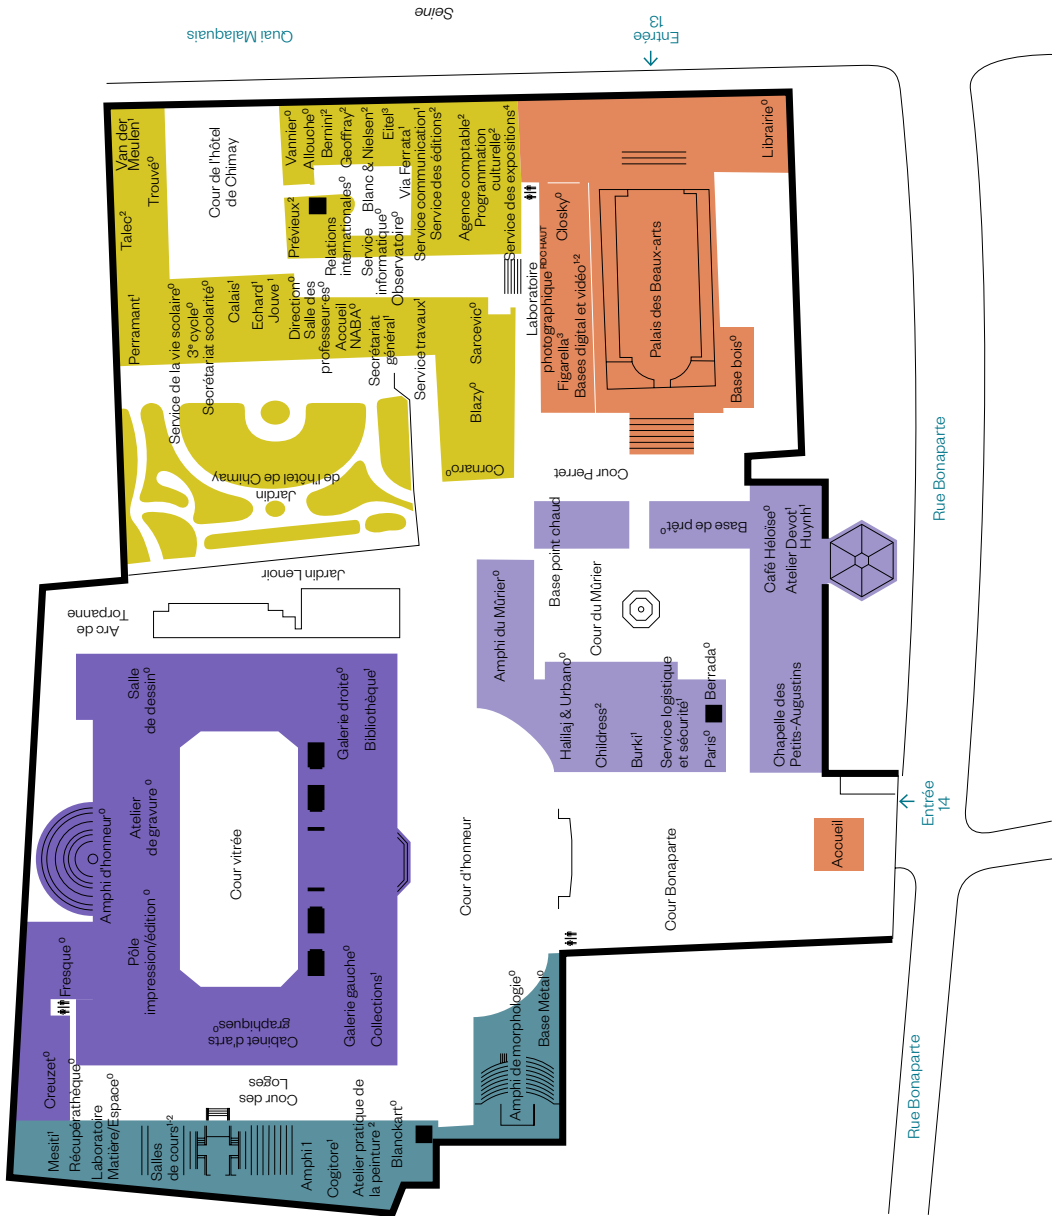 Seine
Quai Malaquais
Entrée
13
Van der
Meulen¹
Trouvé⁰
Talec²
Perramant¹
Cour de l'hôtel
de Chimay
Vannier⁰
Allouche⁰
Bernini²
Geoffray²
Blanc & Nielsen²
Eitel³
Via Ferrata¹
Prévieux²
Relations
internationales⁰
Service
informatique⁰
Observatoire⁰
Service communication¹
Service des éditions²
Agence comptable²
Programmation
culturelle²
Service des expositions⁴
Service de la vie scolaire⁰
3ᵉ cycle⁰
Secrétariat scolarité⁰
Calais¹
Echard¹
Jouve¹
Direction⁰
Salle des
professeur·es⁰
Accueil
NABA⁰
Secrétariat
général¹
Service travaux¹
Sarcevic⁰
Blazy⁰
Cornaro⁰
Jardin
de l'hôtel de Chimay
Librairie⁰
Laboratoire
photographique RDC HAUT
Closky⁰
Figarella³
Bases digital et vidéo¹⁻²
Palais des Beaux-arts
Base bois⁰
Cour Perret
Rue Bonaparte
Jardin Lenoir
Arc de
Torpanne
Base point chaud
Base de prêt⁰
Café Héloïse⁰
Atelier Devot¹
Huynh¹
Amphi du Mûrier⁰
Cour du Mûrier
Halilaj & Urbano⁰
Childress²
Burki¹
Service logistique
et sécurité¹
Paris⁰
Berrada⁰
Chapelle des
Petits-Augustins
Salle
de dessin⁰
Galerie droite⁰
Bibliothèque¹
Atelier
de gravure⁰
Amphi d'honneur⁰
Cour vitrée
Cour d'honneur
Cour Bonaparte
Accueil
Entrée
14
Pôle
impression/édition⁰
Fresque⁰
Cabinet d'arts
graphiques⁰
Galerie gauche⁰
Collections¹
Creuzet⁰
Amphi de morphologie⁰
Base Métal⁰
Cour des
Loges
Mesiti¹
Récupérathèque⁰
Laboratoire
Matière/Espace⁰
Salles
de cours¹⁻²
Amphi 1
Cogitore¹
Atelier pratique de
la peinture²
Blanckart⁰
Rue Bonaparte